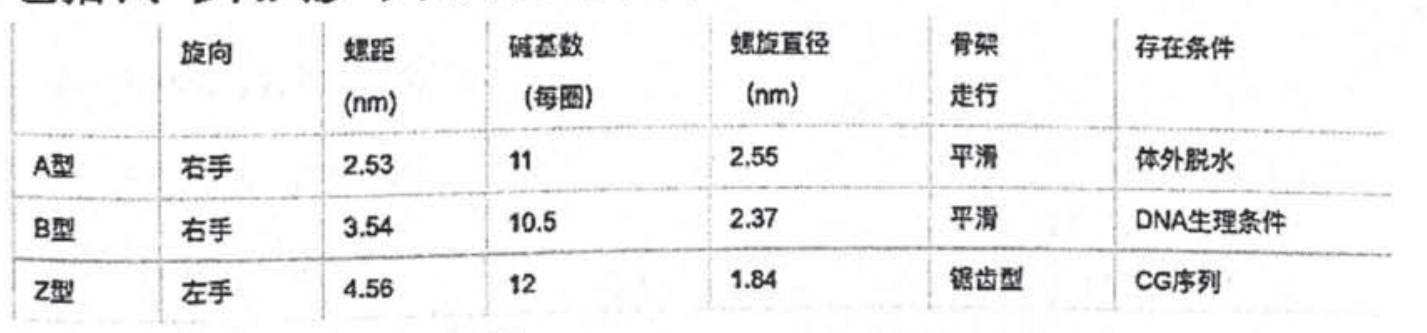 旋向 螺距 碱基数 螺旋直径 骨架 存在条件
(nm) (每圈) (nm) 走行
A型 右手 2.53 11 2.55 平滑 体外脱水
B型 右手 3.54 10.5 2.37 平滑 DNA生理条件
Z型 左手 4.56 12 1.84 锯齿型 CG序列